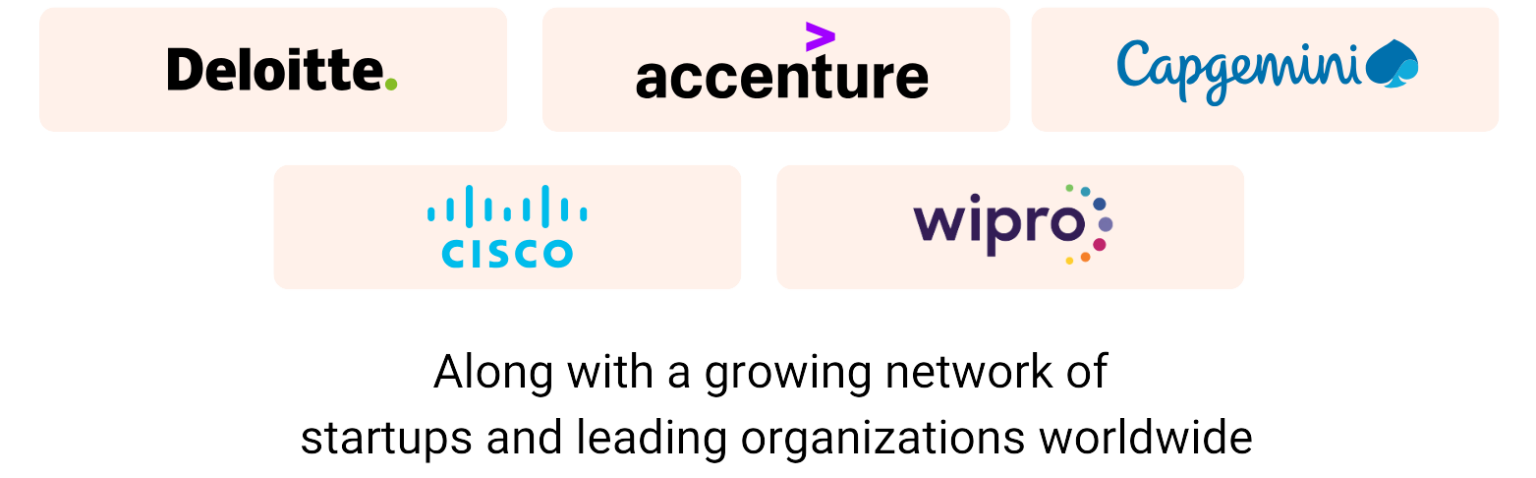 Deloitte.
accenture
Capgemini
CISCO
wipro
Along with a growing network of
startups and leading organizations worldwide